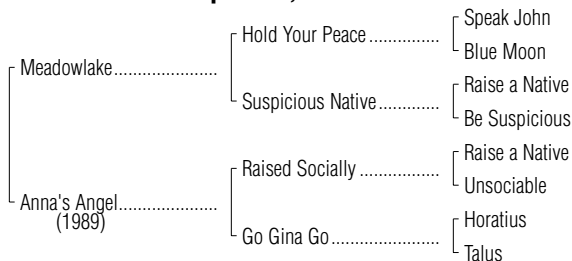 Speak John
Hold Your Peace ...............
Blue Moon
Meadowlake......................
Raise a Native
Suspicious Native.............
Be Suspicious
Raise a Native
Raised Socially .................
Unsociable
Anna's Angel.....................
(1989)
Horatius
Go Gina Go.......................
Talus